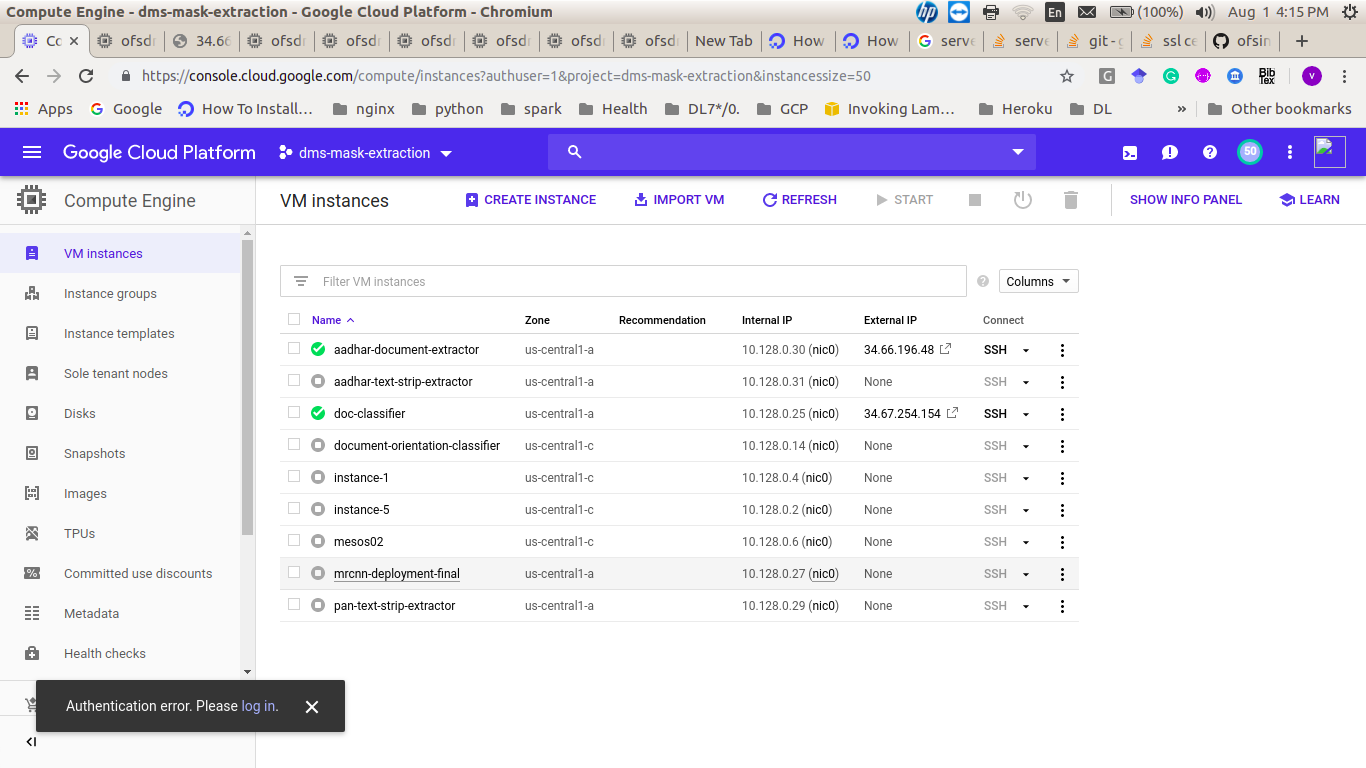 Compute Engine - dms-mask-extraction - Google Cloud Platform - Chromium
hp En (100%) Aug 1 4:15 PM
Co ofsdr 34.66 ofsdr ofsdr ofsdr ofsdr ofsdr ofsdr New Tab How How serve serve git - g ssl ce ofsin
https://console.cloud.google.com/compute/instances?authuser=1&project=dms-mask-extraction&instancessize=50
G G BIB TEX V
Apps Google How To Install… nginx python spark Health DL7*/0. GCP Invoking Lam… Heroku DL » Other bookmarks
Google Cloud Platform dms-mask-extraction 50
Compute Engine
VM instances CREATE INSTANCE IMPORT VM REFRESH START SHOW INFO PANEL LEARN
VM instances
Instance groups
Instance templates
Sole tenant nodes
Disks
Snapshots
Images
TPUs
Committed use discounts
Metadata
Health checks
Filter VM instances Columns
Name Zone Recommendation Internal IP External IP Connect
aadhar-document-extractor us-central1-a 10.128.0.30 (nic0) 34.66.196.48 SSH
aadhar-text-strip-extractor us-central1-a 10.128.0.31 (nic0) None SSH
doc-classifier us-central1-a 10.128.0.25 (nic0) 34.67.254.154 SSH
document-orientation-classifier us-central1-c 10.128.0.14 (nic0) None SSH
instance-1 us-central1-c 10.128.0.4 (nic0) None SSH
instance-5 us-central1-c 10.128.0.2 (nic0) None SSH
mesos02 us-central1-c 10.128.0.6 (nic0) None SSH
mrcnn-deployment-final us-central1-a 10.128.0.27 (nic0) None SSH
pan-text-strip-extractor us-central1-a 10.128.0.29 (nic0) None SSH
Authentication error. Please log in.